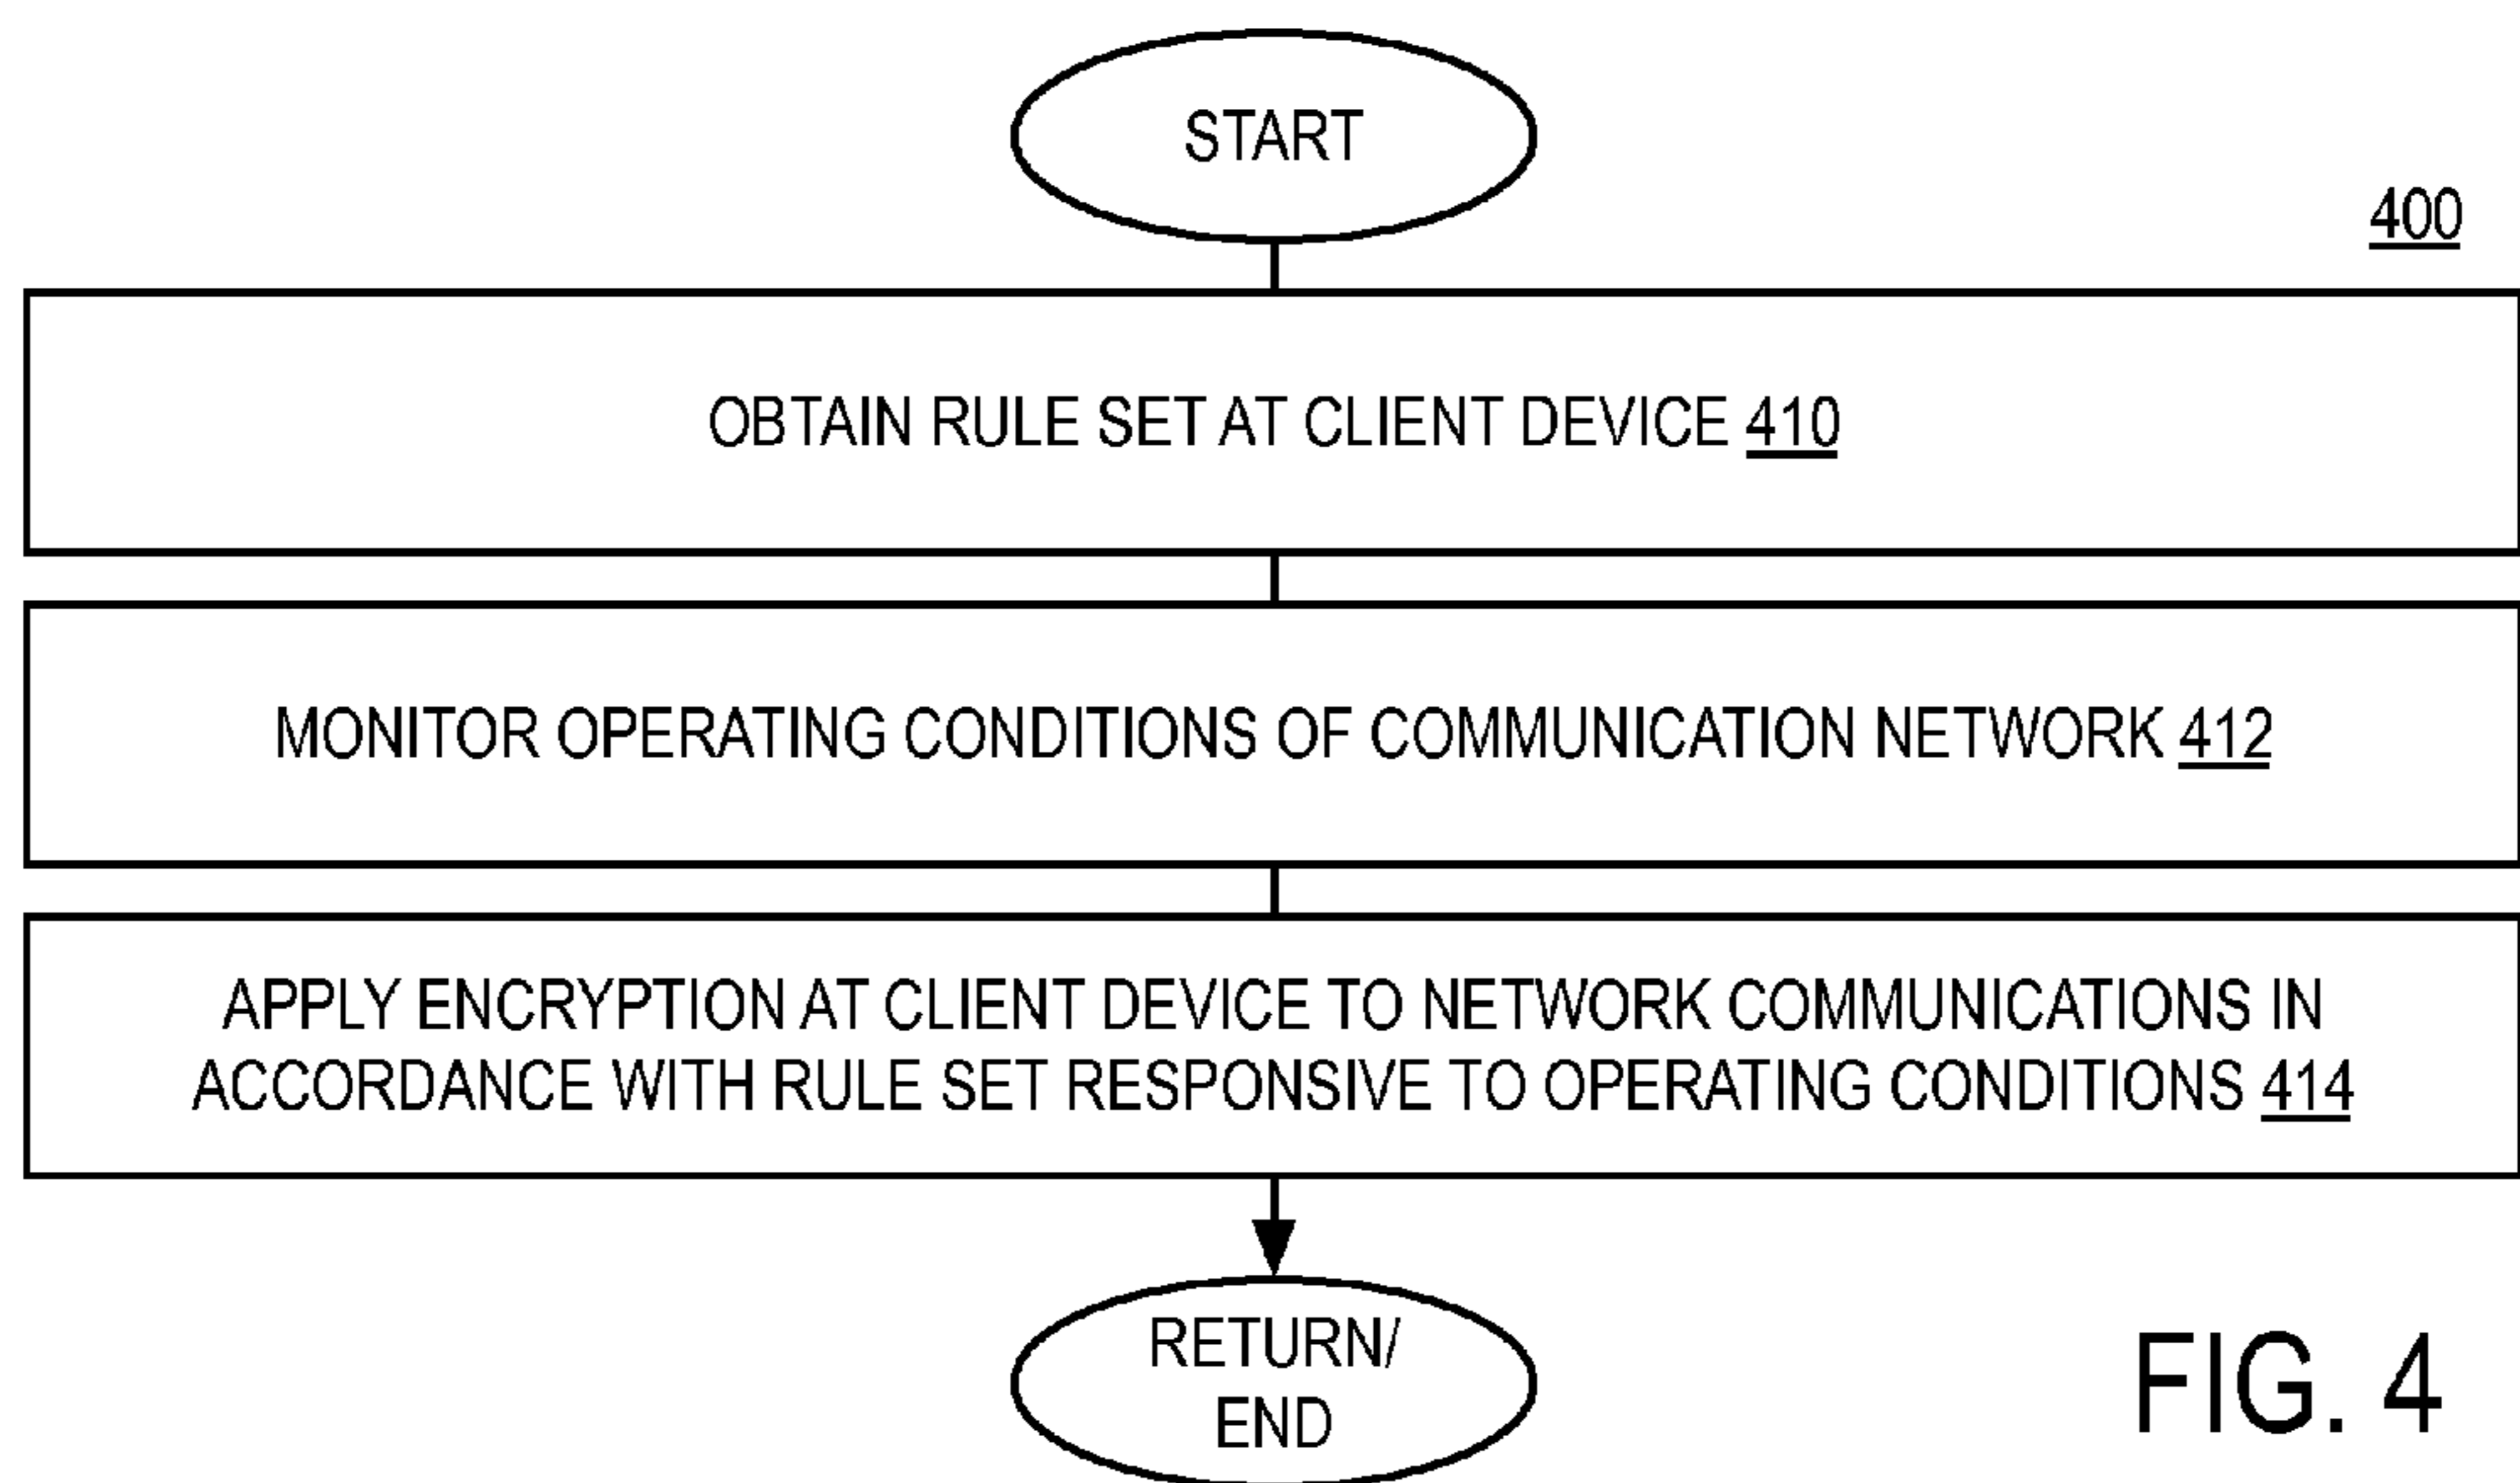 START
400
OBTAIN RULE SET AT CLIENT DEVICE 410
MONITOR OPERATING CONDITIONS OF COMMUNICATION NETWORK 412
APPLY ENCRYPTION AT CLIENT DEVICE TO NETWORK COMMUNICATIONS IN
ACCORDANCE WITH RULE SET RESPONSIVE TO OPERATING CONDITIONS 414
RETURN/
END
FIG. 4